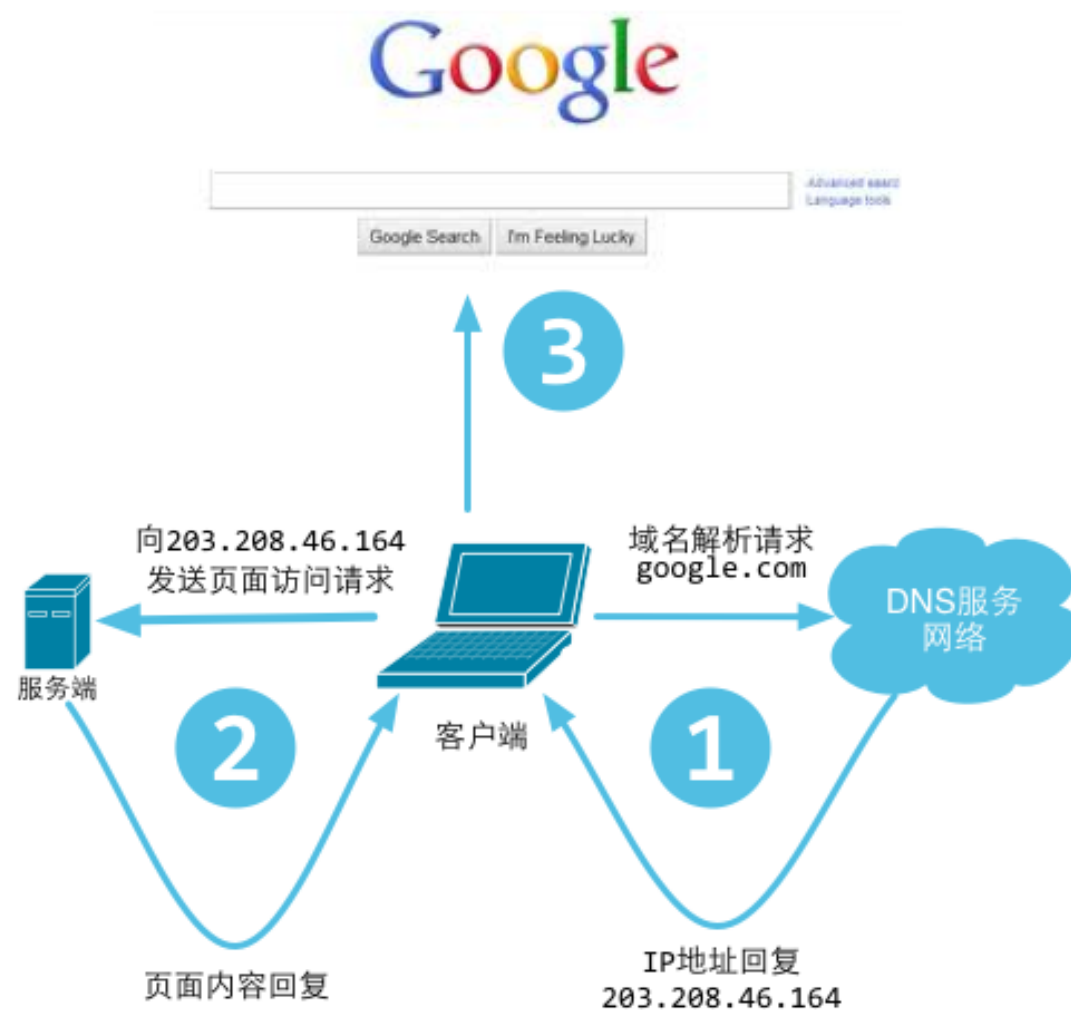 Google
Advanced searc
Language tools
Google Search
I'm Feeling Lucky
3
向203.208.46.164
发送页面访问请求
域名解析请求
google.com
DNS服务
网络
服务端
客户端
2
1
页面内容回复
IP地址回复
203.208.46.164